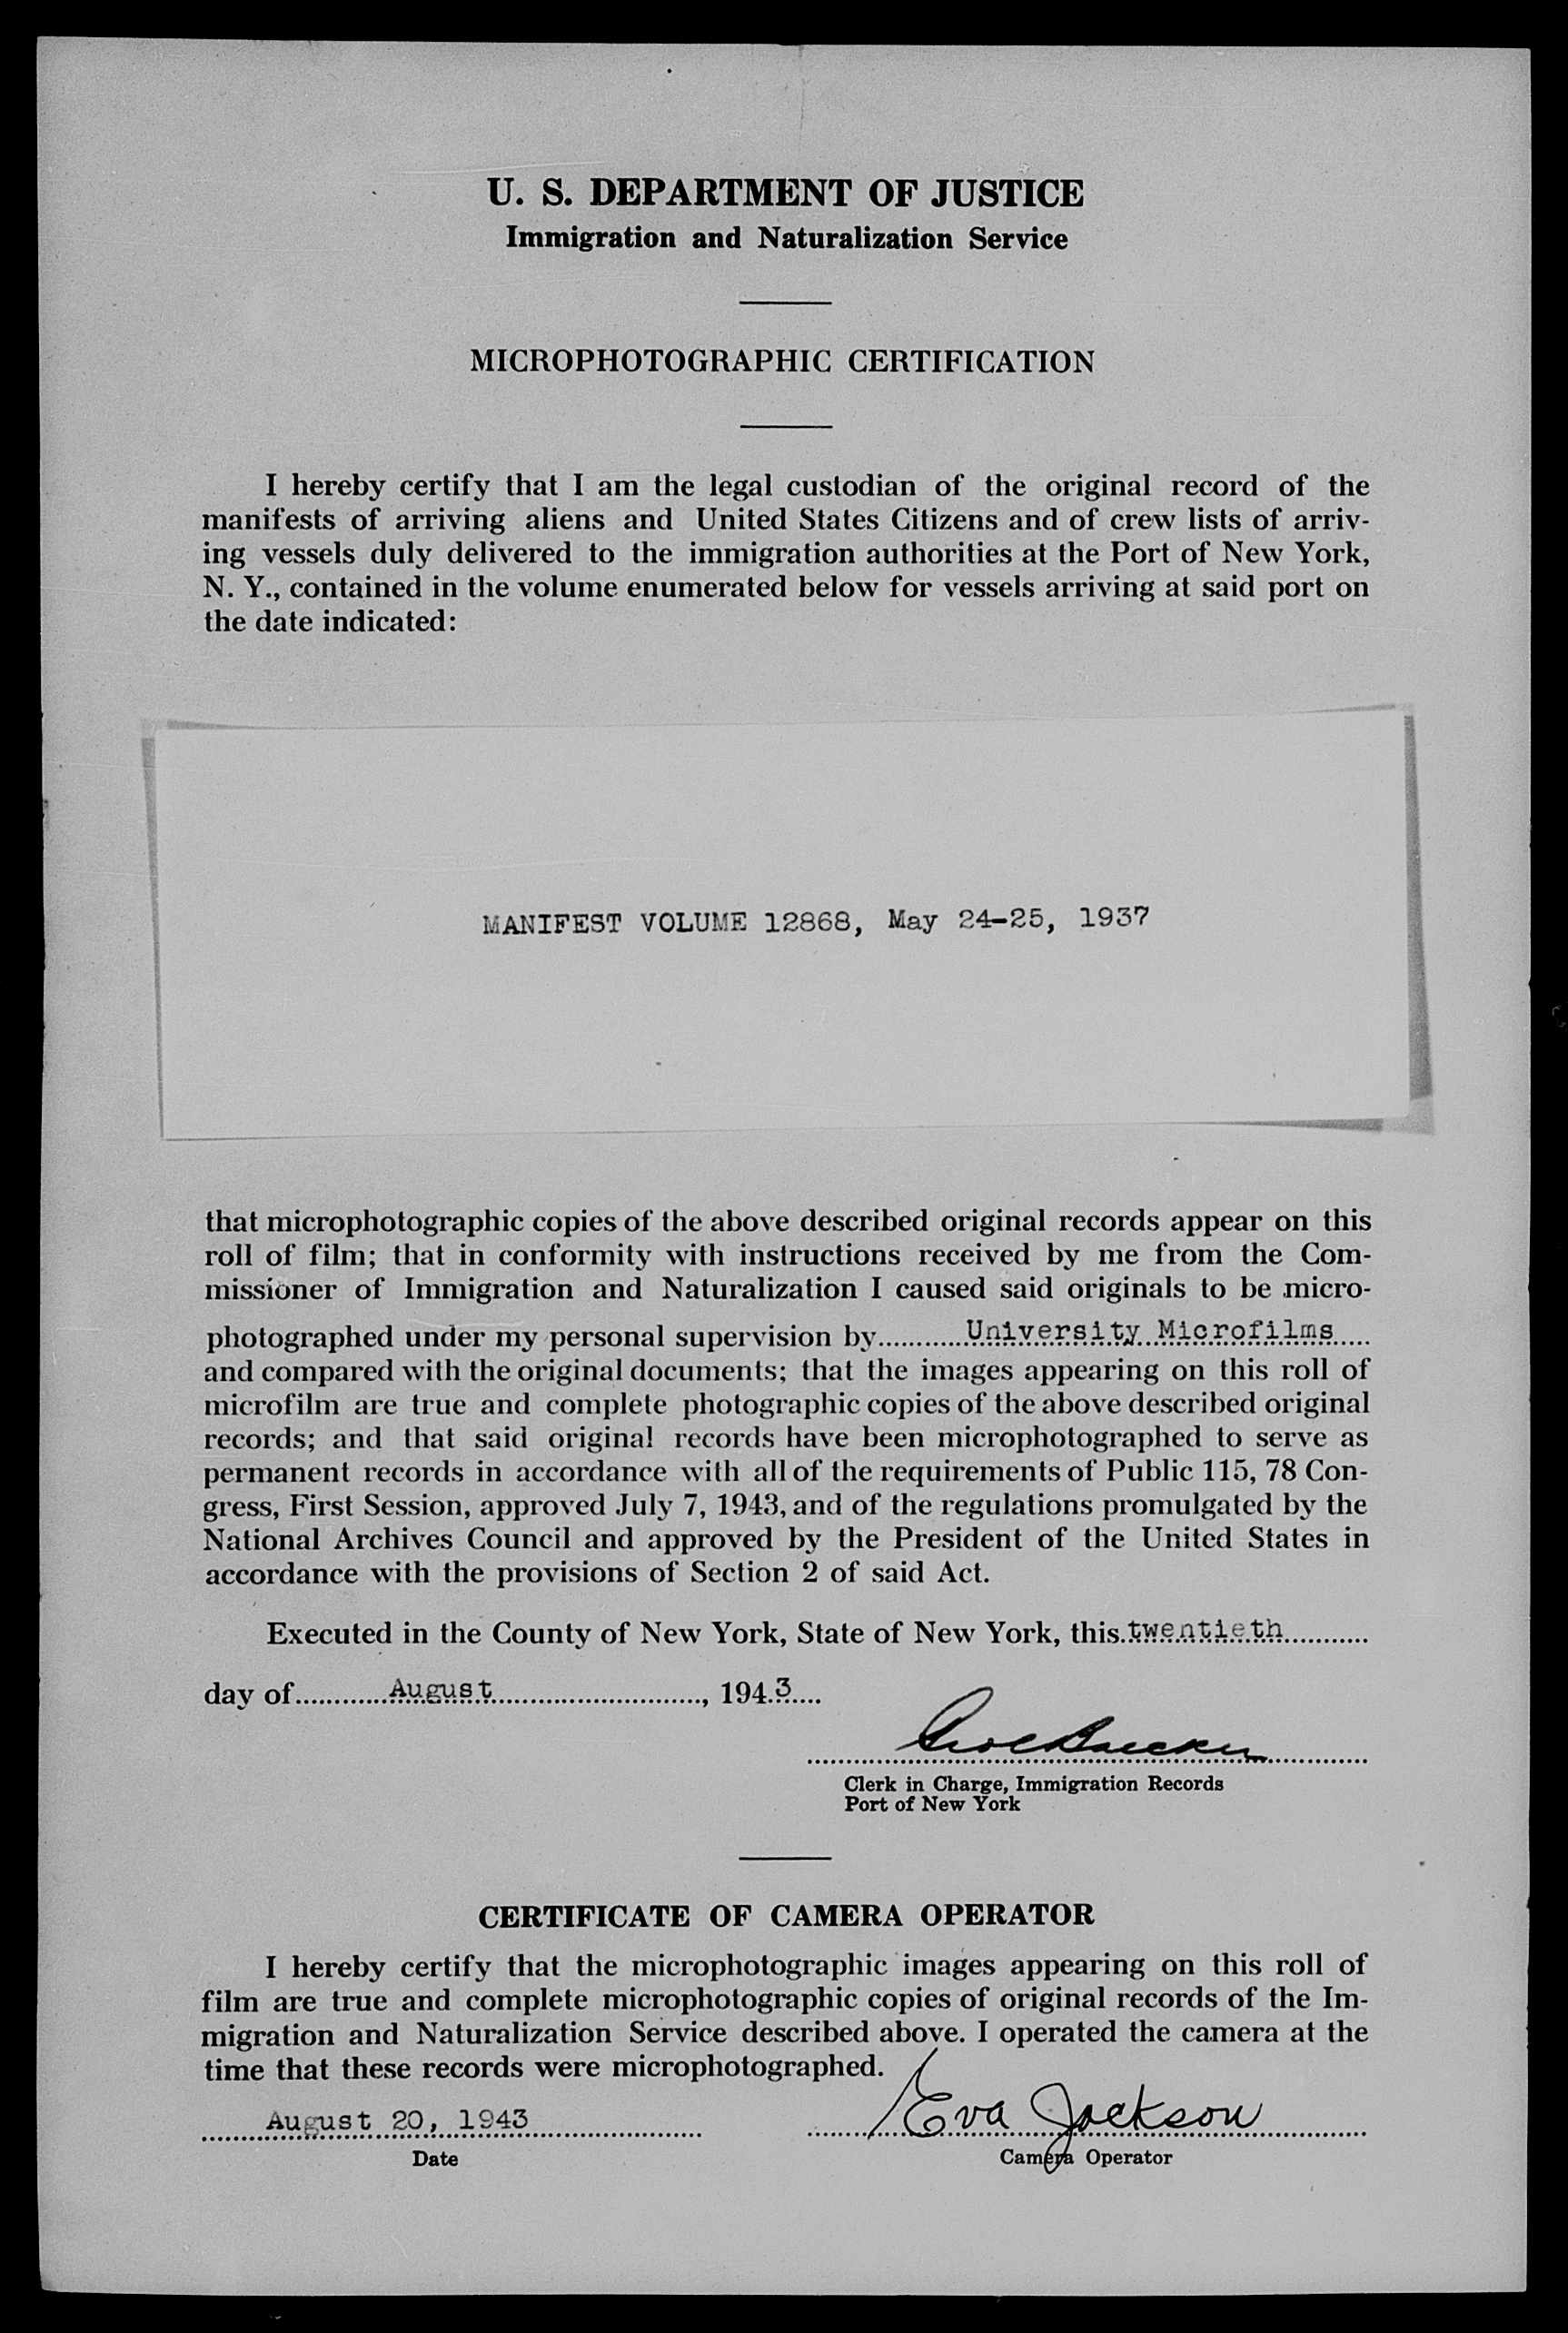 U. S. DEPARTMENT OF JUSTICE
Immigration and Naturalization Service
MICROPHOTOGRAPHIC CERTIFICATION
I hereby certify that I am the legal custodian of the original record of the
manifests of arriving aliens and United States Citizens and of crew lists of arriv-
ing vessels duly delivered to the immigration authorities at the Port of New York,
N. Y., contained in the volume enumerated below for vessels arriving at said port on
the date indicated:
MANIFEST VOLUME 12868, May 24-25, 1937
that microphotographic copies of the above described original records appear on this
roll of film; that in conformity with instructions received by me from the Com-
missioner of Immigration and Naturalization I caused said originals to be micro-
photographed under my personal supervision by University Microfilms
and compared with the original documents; that the images appearing on this roll of
microfilm are true and complete photographic copies of the above described original
records; and that said original records have been microphotographed to serve as
permanent records in accordance with all of the requirements of Public 115, 78 Con-
gress, First Session, approved July 7, 1943, and of the regulations promulgated by the
National Archives Council and approved by the President of the United States in
accordance with the provisions of Section 2 of said Act.
Executed in the County of New York, State of New York, this twentieth
day of August, 1943
Clerk in Charge, Immigration Records
Port of New York
CERTIFICATE OF CAMERA OPERATOR
I hereby certify that the microphotographic images appearing on this roll of
film are true and complete microphotographic copies of original records of the Im-
migration and Naturalization Service described above. I operated the camera at the
time that these records were microphotographed.
August 20, 1943 Eva Jackson
Date Camera Operator